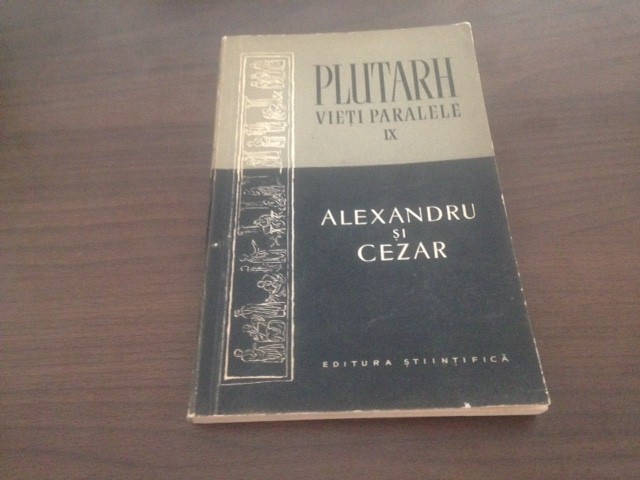 PLUTARH
VIEȚI PARALELE
IX
ALEXANDRU
ȘI
CEZAR
EDITURA ȘTIINȚIFICĂ